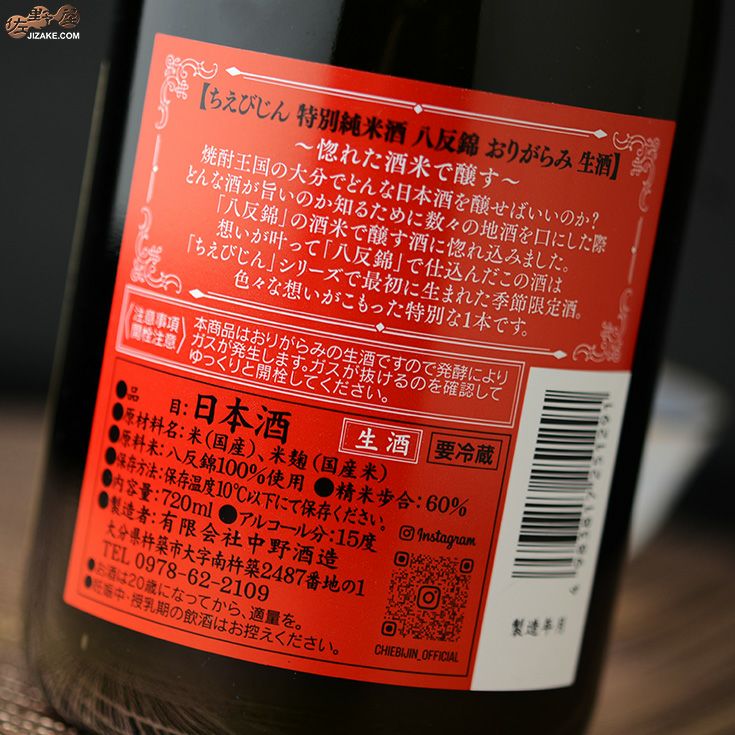 佐野屋
JIZAKE.COM
【ちえびじん 特別純米酒 八反錦 おりがらみ 生酒】
～惚れた酒米で醸す～
焼酎王国の大分でどんな日本酒を醸せばいいのか?
どんな酒が旨いのか知るために数々の地酒を口にした際
「八反錦」の酒米で醸す酒に惚れ込みました。
想いが叶って「八反錦」で仕込んだこの酒は
「ちえびじん」シリーズで最初に生まれた季節限定酒。
色々な想いがこもった特別な1本です。
注意事項
開栓注意
本商品はおりがらみの生酒ですので発酵により
ガスが発生します。ガスが抜けるのを確認して
ゆっくりと開栓してください。
●品 目:日本酒
生酒
要冷蔵
●原材料名:米(国産)、米麹(国産米)
●原料米:八反錦100%使用 ●精米歩合:60%
●保存方法:保存温度10℃以下にて保存ください。
●内容量:720ml ●アルコール分:15度
●製造者:有限会社中野酒造
大分県杵築市大字南杵築2487番地の1
TEL 0978-62-2109
●お酒は20歳になってから、適量を。
●妊娠中・授乳期の飲酒はお控えください。
Instagram
CHIEBIJIN_OFFICIAL
製造年月